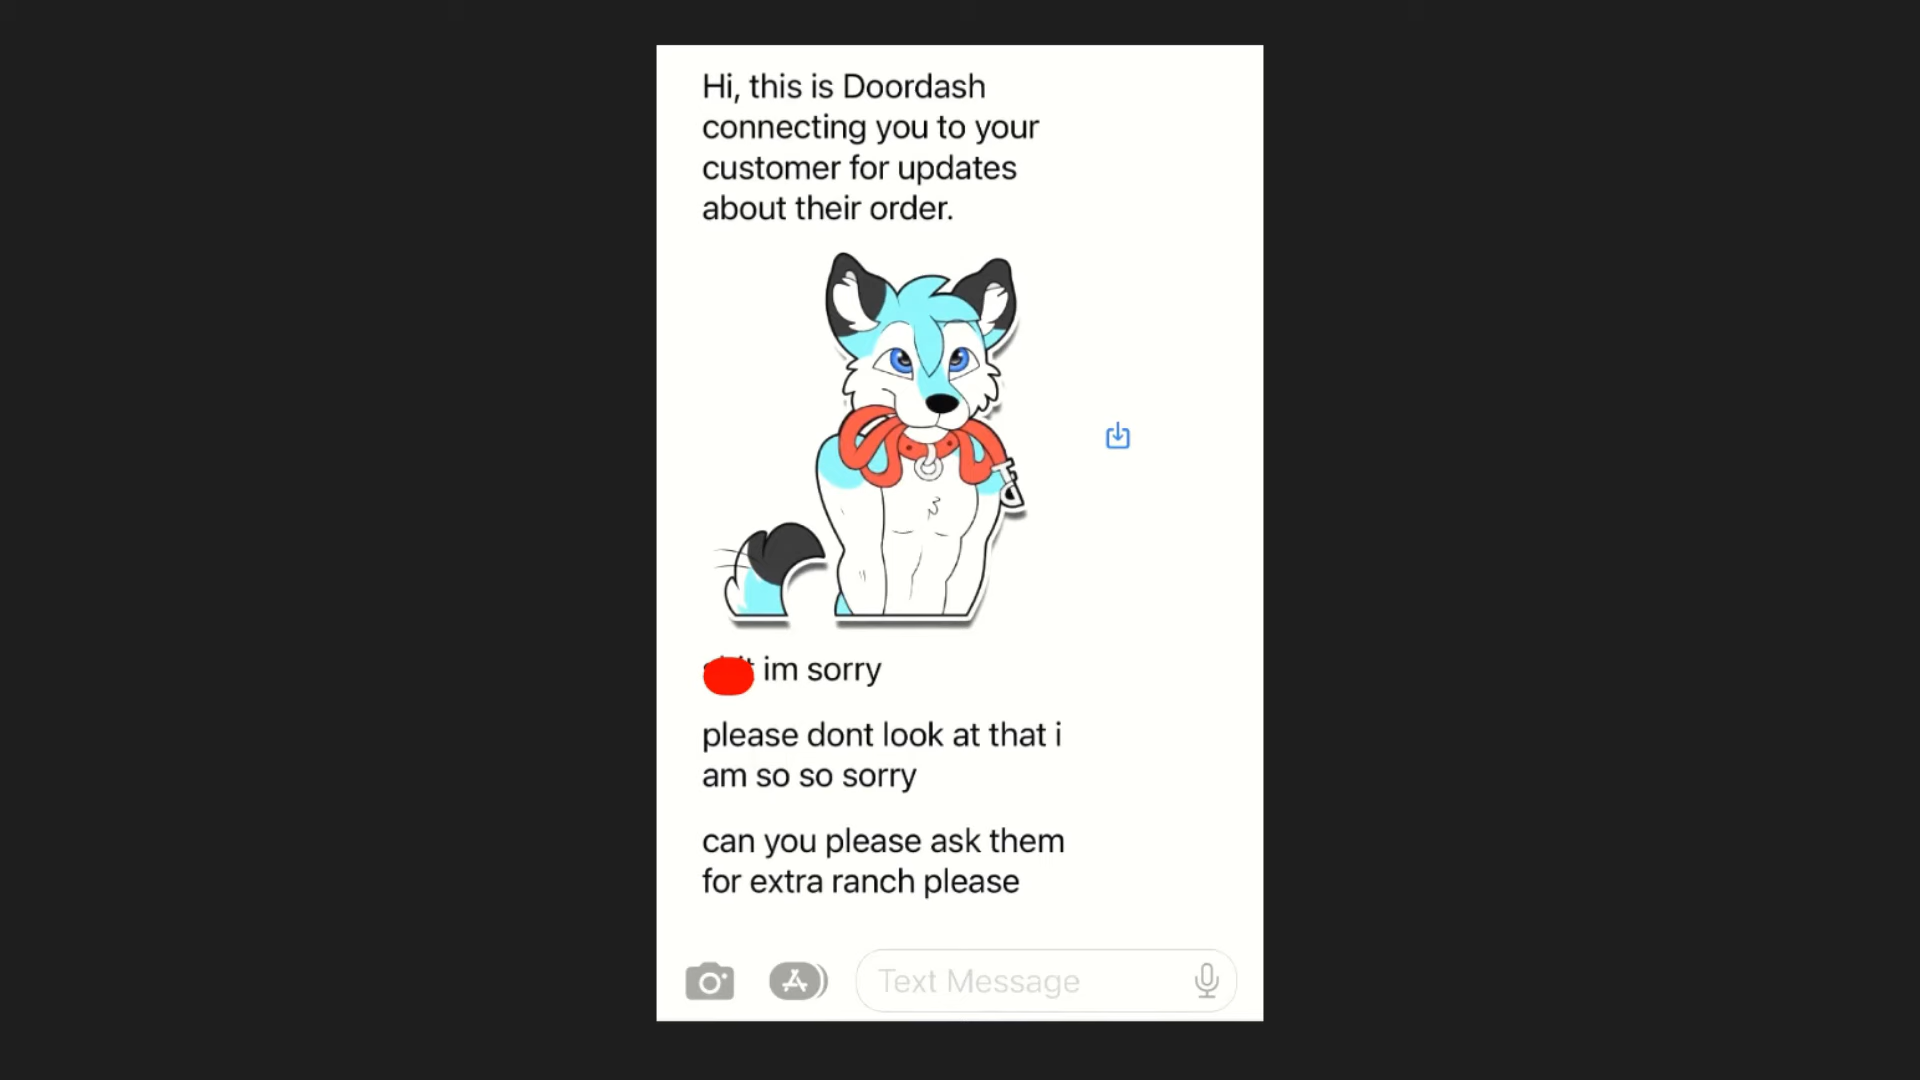 Hi, this is Doordash
connecting you to your
customer for updates
about their order.
im sorry
please dont look at that i
am so so sorry
can you please ask them
for extra ranch please
Text Message